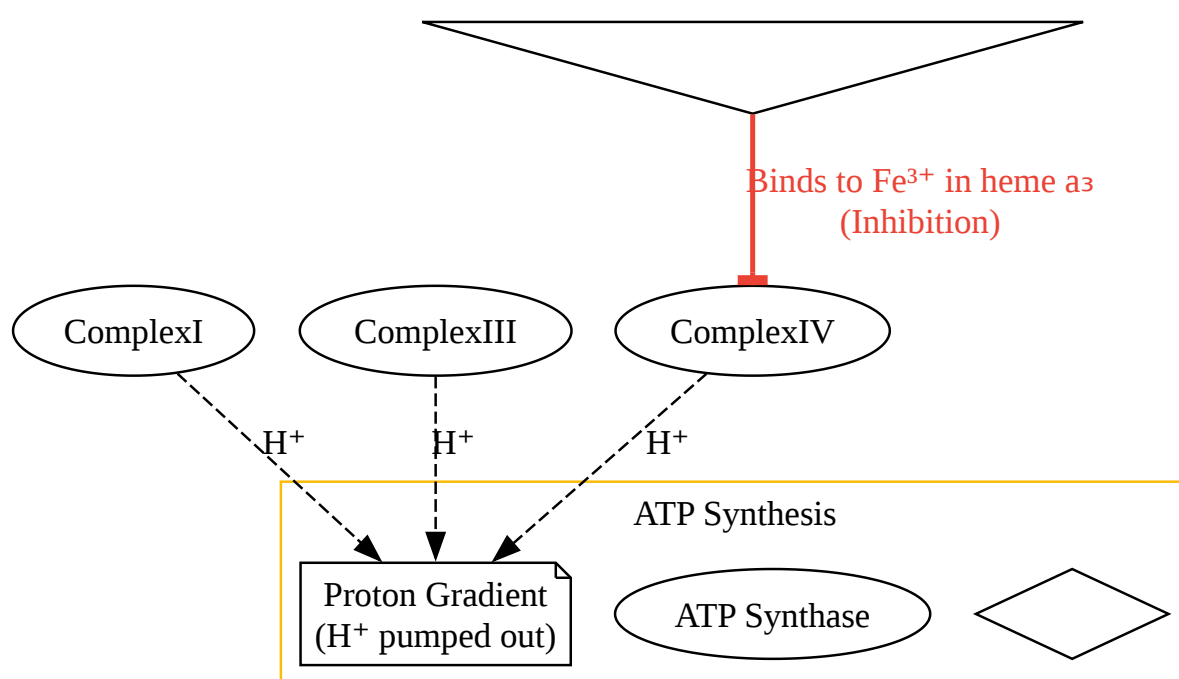 Binds to Fe³⁺ in heme a₃
(Inhibition)
ComplexI
ComplexIII
ComplexIV
H⁺
H⁺
H⁺
ATP Synthesis
Proton Gradient
(H⁺ pumped out)
ATP Synthase